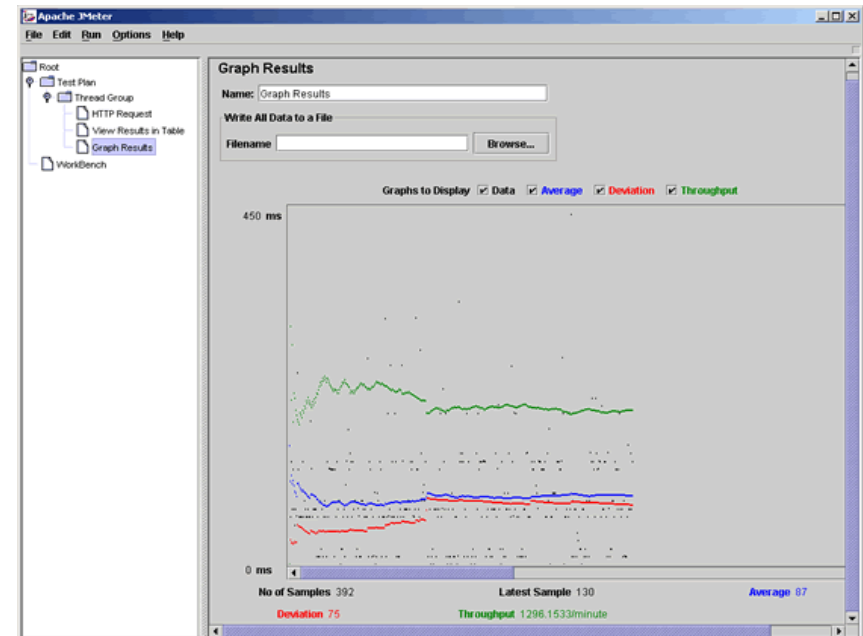 Apache JMeter
File Edit Run Options Help
Root
Test Plan
Thread Group
HTTP Request
View Results in Table
Graph Results
WorkBench
Graph Results
Name: Graph Results
Write All Data to a File
Filename Browse...
Graphs to Display Data Average Deviation Throughput
450 ms
0 ms
No of Samples 392 Latest Sample 130 Average 87
Deviation 75 Throughput 1296.1533/minute